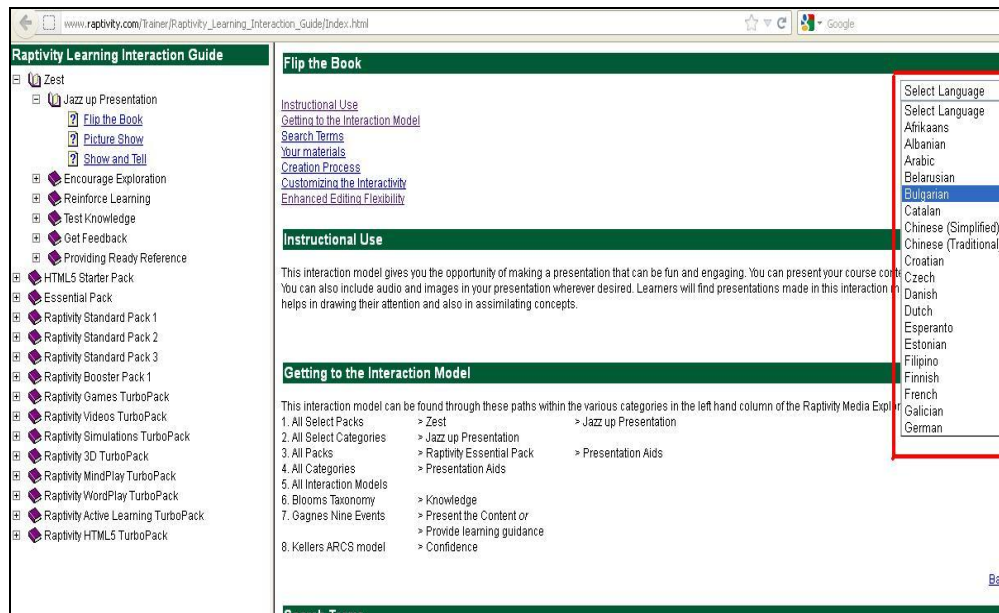 www.raptivity.com/Trainer/Raptivity_Learning_Interaction_Guide/Index.html
Google
Raptivity Learning Interaction Guide
Zest
Jazz up Presentation
Flip the Book
Picture Show
Show and Tell
Encourage Exploration
Reinforce Learning
Test Knowledge
Get Feedback
Providing Ready Reference
HTML5 Starter Pack
Essential Pack
Raptivity Standard Pack 1
Raptivity Standard Pack 2
Raptivity Standard Pack 3
Raptivity Booster Pack 1
Raptivity Games TurboPack
Raptivity Videos TurboPack
Raptivity Simulations TurboPack
Raptivity 3D TurboPack
Raptivity MindPlay TurboPack
Raptivity WordPlay TurboPack
Raptivity Active Learning TurboPack
Raptivity HTML5 TurboPack
Flip the Book
Instructional Use
Getting to the Interaction Model
Search Terms
Your materials
Creation Process
Customizing the Interactivity
Enhanced Editing Flexibility
Instructional Use
This interaction model gives you the opportunity of making a presentation that can be fun and engaging. You can present your course
You can also include audio and images in your presentation wherever desired. Learners will find presentations made in this interaction
helps in drawing their attention and also in assimilating concepts.
Getting to the Interaction Model
This interaction model can be found through these paths within the various categories in the left hand column of the Raptivity Media
1. All Select Packs > Zest > Jazz up Presentation
2. All Select Categories > Jazz up Presentation
3. All Packs > Raptivity Essential Pack > Presentation Aids
4. All Categories > Presentation Aids
5. All Interaction Models
6. Blooms Taxonomy > Knowledge
7. Gagnes Nine Events > Present the Content or
> Provide learning guidance
8. Kellers ARCS model > Confidence
Select Language
Select Language
Afrikaans
Albanian
Arabic
Belarusian
Bulgarian
Catalan
Chinese (Simplified)
Chinese (Traditional
Croatian
Czech
Danish
Dutch
Esperanto
Estonian
Filipino
Finnish
French
Galician
German